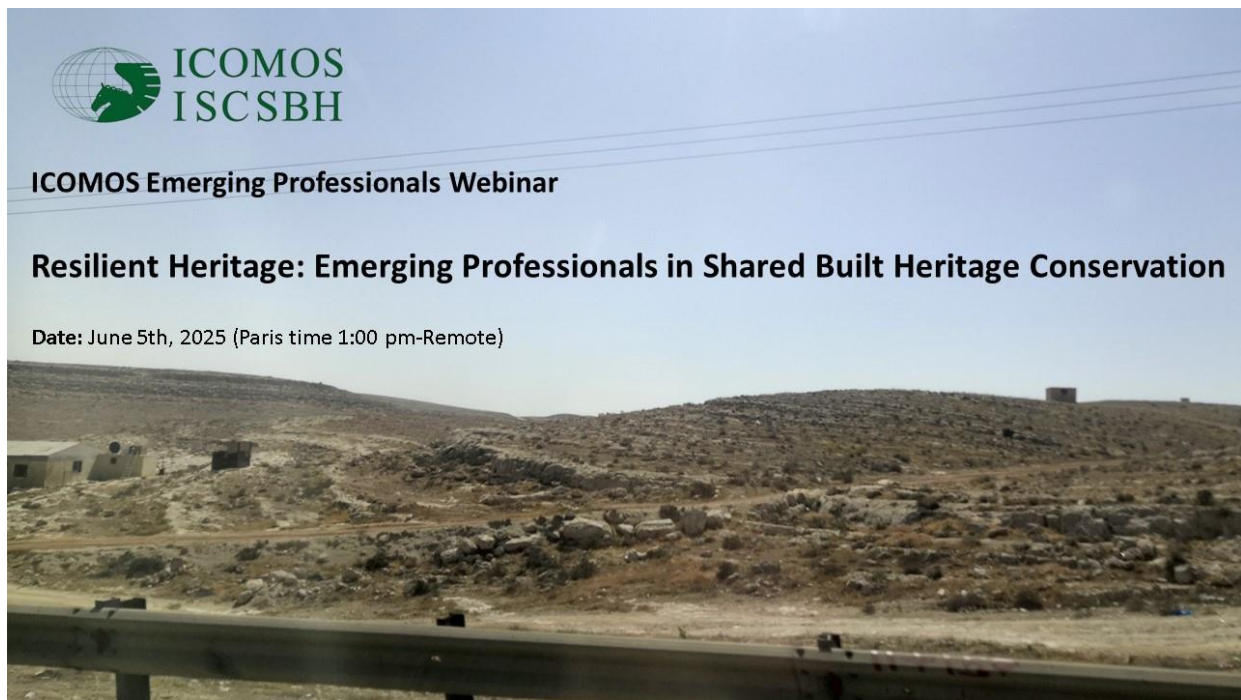 ICOMOS
ISCSBH
ICOMOS Emerging Professionals Webinar
Resilient Heritage: Emerging Professionals in Shared Built Heritage Conservation
Date: June 5th, 2025 (Paris time 1:00 pm-Remote)